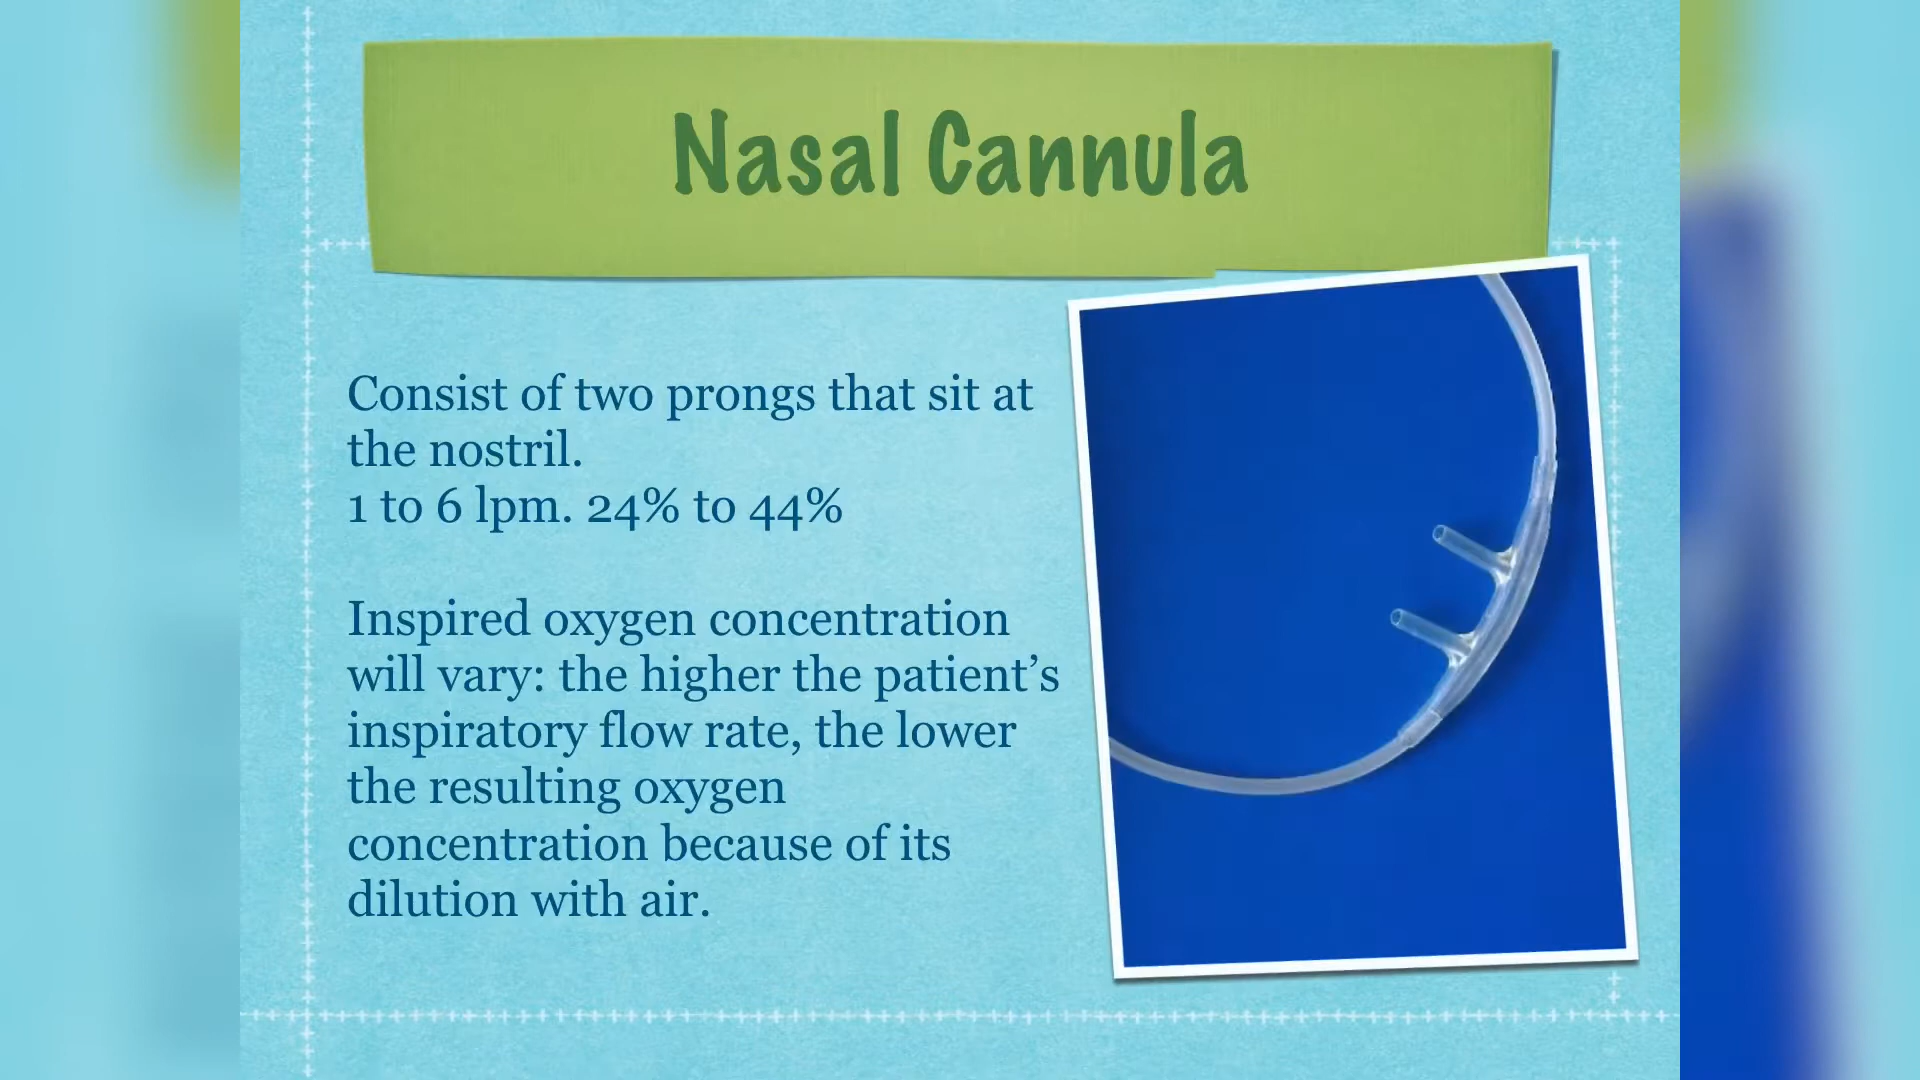 Nasal Cannula
Consist of two prongs that sit at
the nostril.
1 to 6 lpm. 24% to 44%
Inspired oxygen concentration
will vary: the higher the patient’s
inspiratory flow rate, the lower
the resulting oxygen
concentration because of its
dilution with air.